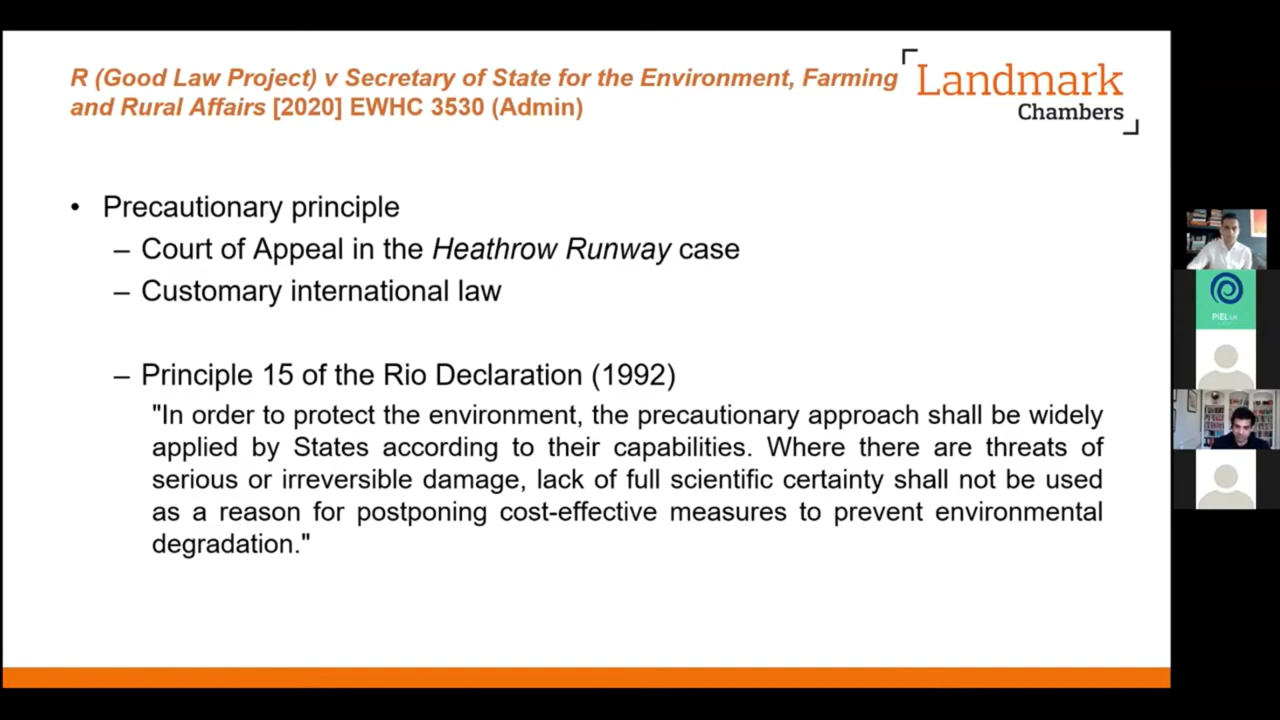 R (Good Law Project) v Secretary of State for the Environment, Farming
and Rural Affairs [2020] EWHC 3530 (Admin)
Landmark
Chambers
• Precautionary principle
– Court of Appeal in the Heathrow Runway case
– Customary international law
– Principle 15 of the Rio Declaration (1992)
"In order to protect the environment, the precautionary approach shall be widely
applied by States according to their capabilities. Where there are threats of
serious or irreversible damage, lack of full scientific certainty shall not be used
as a reason for postponing cost-effective measures to prevent environmental
degradation."
PIEL UK